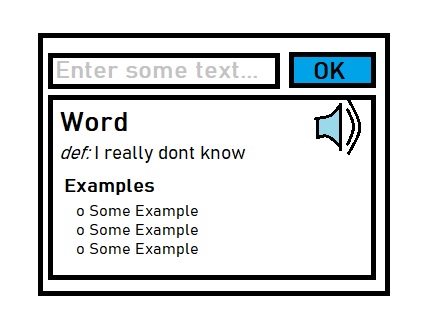 Enter some text... OK
Word
def: I really dont know
Examples
o Some Example
o Some Example
o Some Example